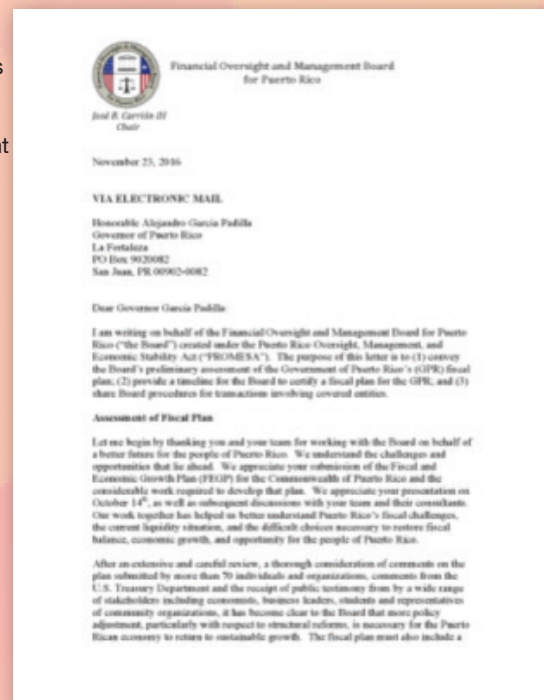 s
nt
Financial Oversight and Management Board
for Puerto Rico
José B. Carrión III
Chair
November 23, 2016
VIA ELECTRONIC MAIL
Honorable Alejandro García Padilla
Governor of Puerto Rico
La Fortaleza
PO Box 9020082
San Juan, PR 00902-0082
Dear Governor García Padilla:
I am writing on behalf of the Financial Oversight and Management Board for Puerto
Rico ("the Board") created under the Puerto Rico Oversight, Management, and
Economic Stability Act ("PROMESA"). The purpose of this letter is to (1) convey
the Board's preliminary assessment of the Government of Puerto Rico's (GPR) fiscal
plan; (2) provide a timeline for the Board to certify a fiscal plan for the GPR; and (3)
share Board procedures for transactions involving covered entities.
Assessment of Fiscal Plan
Let me begin by thanking you and your team for working with the Board on behalf of
a better future for the people of Puerto Rico. We understand the challenges and
opportunities that lie ahead. We appreciate your submission of the Fiscal and
Economic Growth Plan (FEGP) for the Commonwealth of Puerto Rico and the
considerable work required to develop that plan. We appreciate your presentation on
October 14th, as well as subsequent discussions with your team and their consultants.
Our work together has helped us better understand Puerto Rico's fiscal challenges,
the current liquidity situation, and the difficult choices necessary to restore fiscal
balance, economic growth, and opportunity for the people of Puerto Rico.
After an extensive and careful review, a thorough consideration of comments on the
plan submitted by more than 70 individuals and organizations, comments from the
U.S. Treasury Department and the receipt of public testimony from by a wide range
of stakeholders including economists, business leaders, students and representatives
of community organizations, it has become clear to the Board that more policy
adjustment, particularly with respect to structural reforms, is necessary for the Puerto
Rican economy to return to sustainable growth. The fiscal plan must also include a